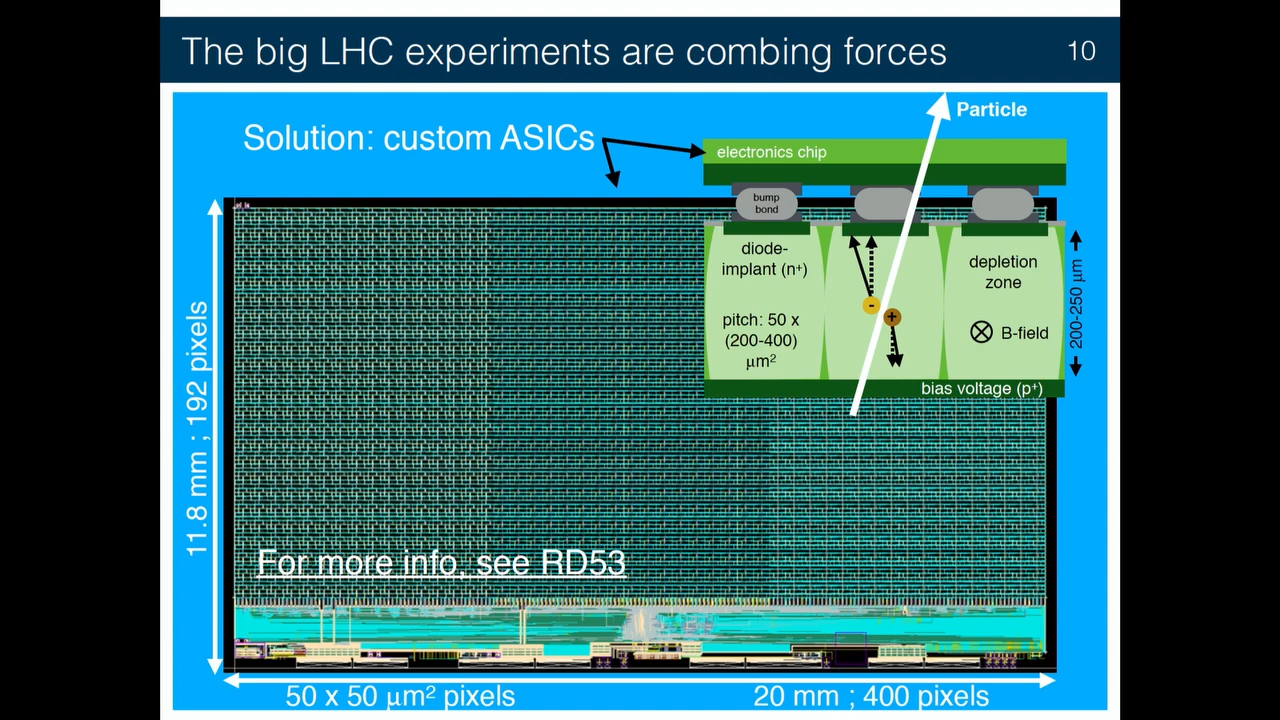 The big LHC experiments are combing forces
10
Solution: custom ASICs
Particle
electronics chip
bump
bond
diode-
implant (n⁺)
depletion
zone
pitch: 50 x
(200-400)
μm²
-
+
B-field
200-250 μm
bias voltage (p⁺)
11.8 mm ; 192 pixels
For more info, see RD53
50 x 50 μm² pixels
20 mm ; 400 pixels